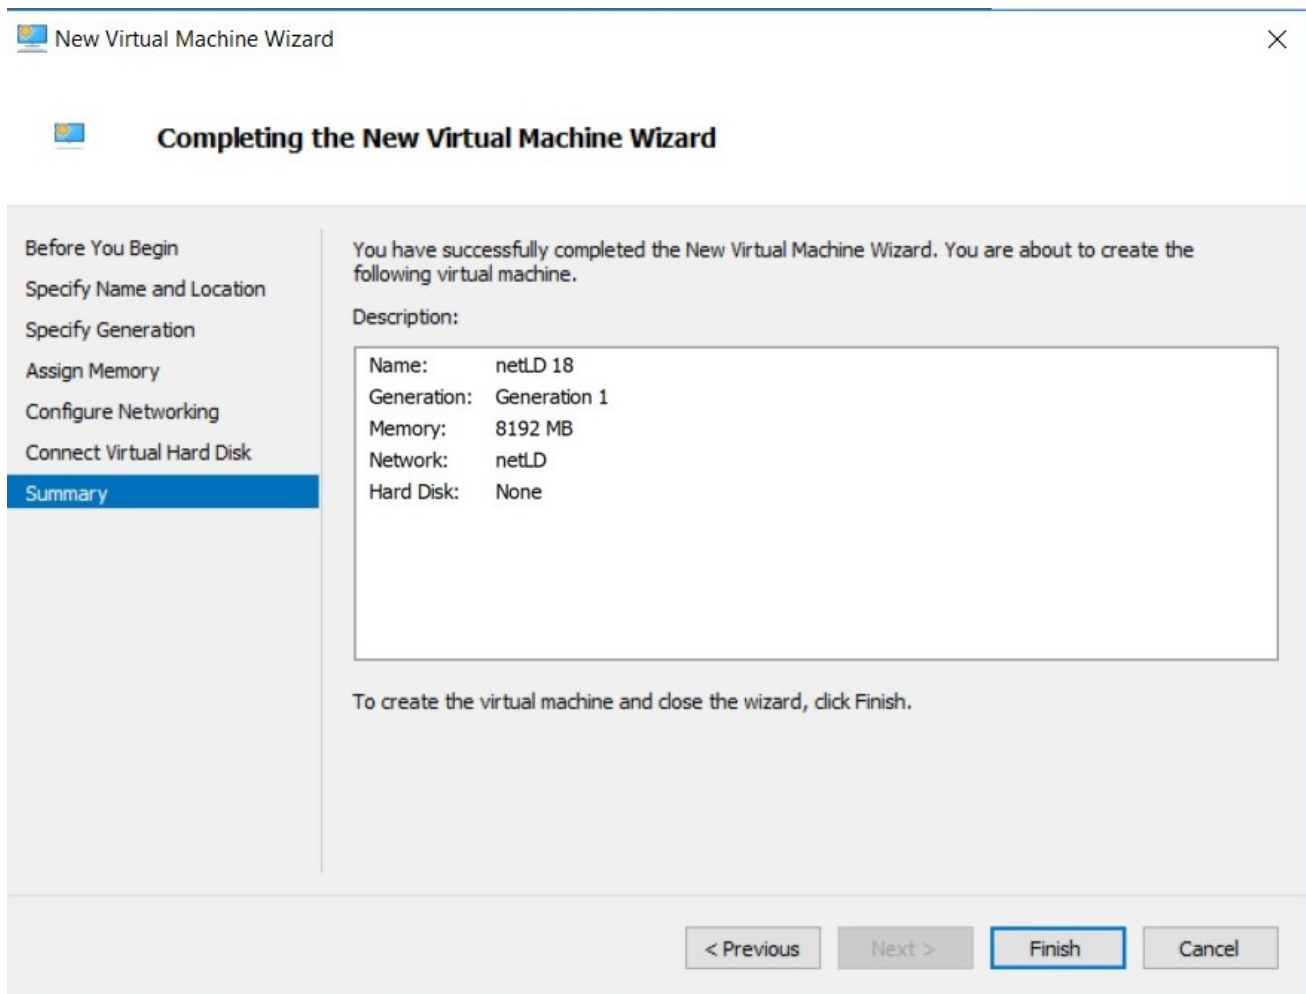 New Virtual Machine Wizard
Completing the New Virtual Machine Wizard
Before You Begin
Specify Name and Location
Specify Generation
Assign Memory
Configure Networking
Connect Virtual Hard Disk
Summary
You have successfully completed the New Virtual Machine Wizard. You are about to create the
following virtual machine.
Description:
Name: netLD 18
Generation: Generation 1
Memory: 8192 MB
Network: netLD
Hard Disk: None
To create the virtual machine and close the wizard, click Finish.
< Previous
Next >
Finish
Cancel